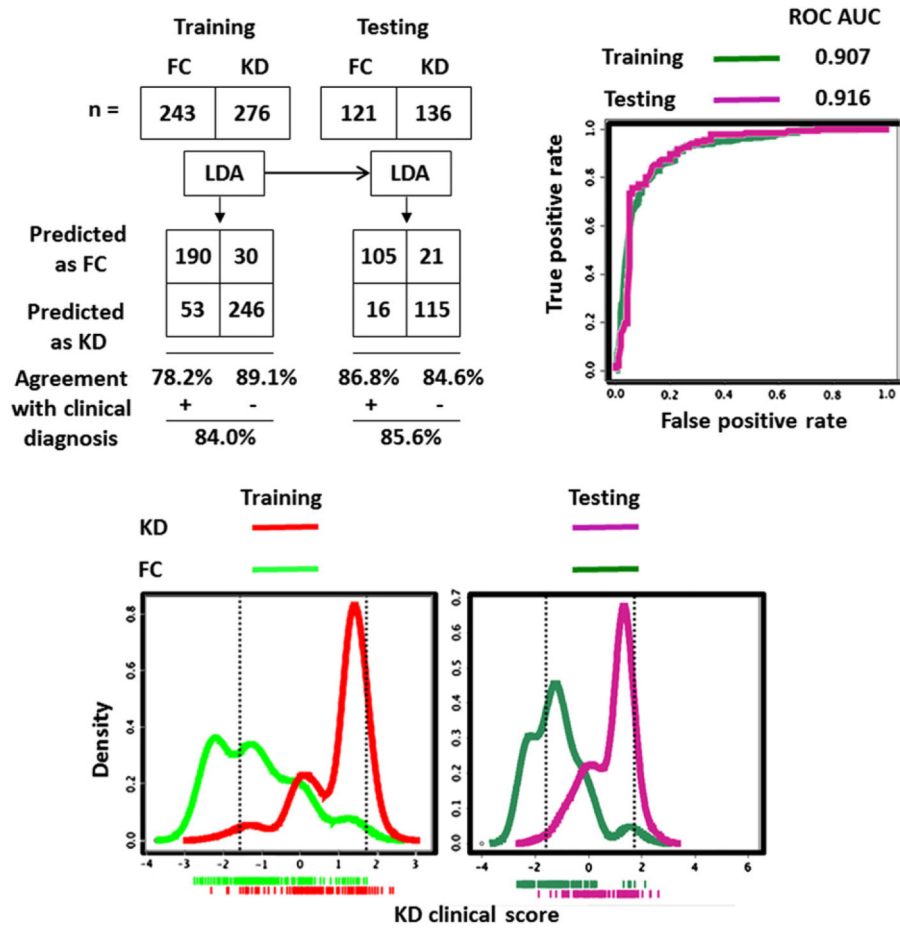 Training Testing
FC KD FC KD
n = 243 276 121 136
LDA LDA
Predicted as FC 190 30 105 21
Predicted as KD 53 246 16 115
Agreement with clinical diagnosis
78.2% 89.1% 86.8% 84.6%
+ - + -
84.0% 85.6%
ROC AUC
Training 0.907
Testing 0.916
True positive rate
1.0
0.8
0.6
0.4
0.2
0.0
0.0 0.2 0.4 0.6 0.8 1.0
False positive rate
Training Testing
KD
FC
Density
0.8
0.6
0.4
0.2
0.0
-4 -3 -2 -1 0 1 2 3
0.7
0.6
0.5
0.4
0.3
0.2
0.1
0.0
-4 -2 0 2 4 6
KD clinical score